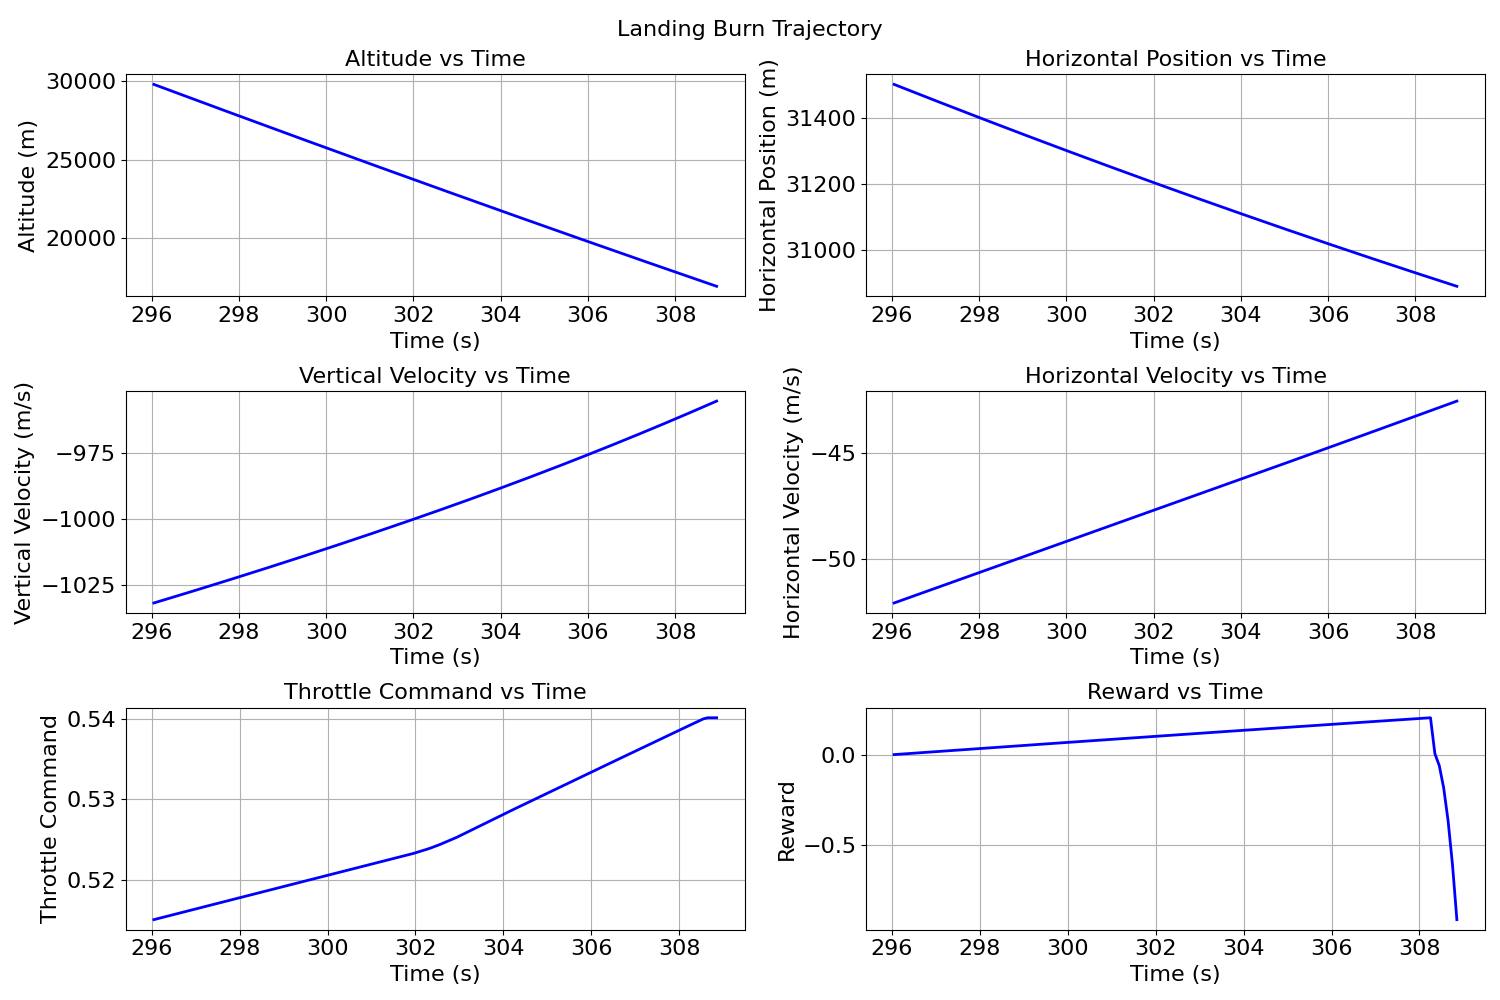 Landing Burn Trajectory
Altitude vs Time
Altitude (m)
30000
25000
20000
296 298 300 302 304 306 308
Time (s)
Horizontal Position vs Time
Horizontal Position (m)
31400
31200
31000
296 298 300 302 304 306 308
Time (s)
Vertical Velocity vs Time
Vertical Velocity (m/s)
−975
−1000
−1025
296 298 300 302 304 306 308
Time (s)
Horizontal Velocity vs Time
Horizontal Velocity (m/s)
−45
−50
296 298 300 302 304 306 308
Time (s)
Throttle Command vs Time
Throttle Command
0.54
0.53
0.52
296 298 300 302 304 306 308
Time (s)
Reward vs Time
Reward
0.0
−0.5
296 298 300 302 304 306 308
Time (s)